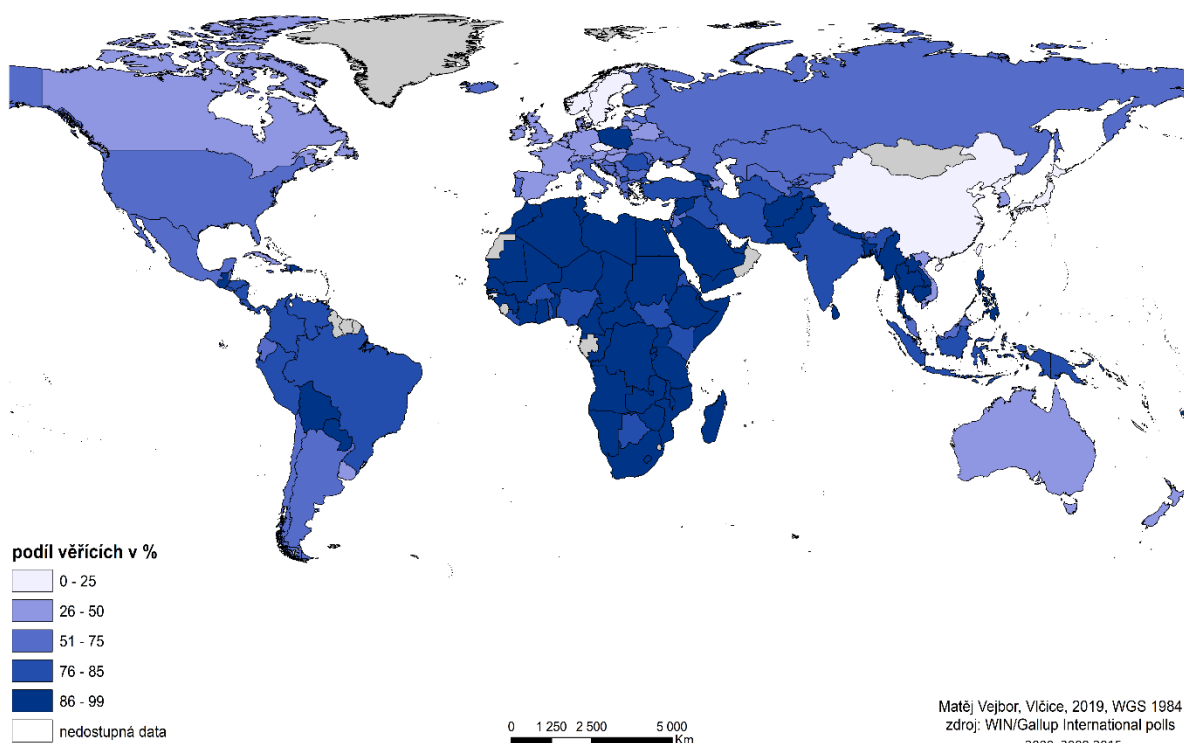 podíl věřících v %
0 - 25
26 - 50
51 - 75
76 - 85
86 - 99
nedostupná data
0 1 250 2 500 5 000
Km
Matěj Vejbor, Vlčice, 2019, WGS 1984
zdroj: WIN/Gallup International polls